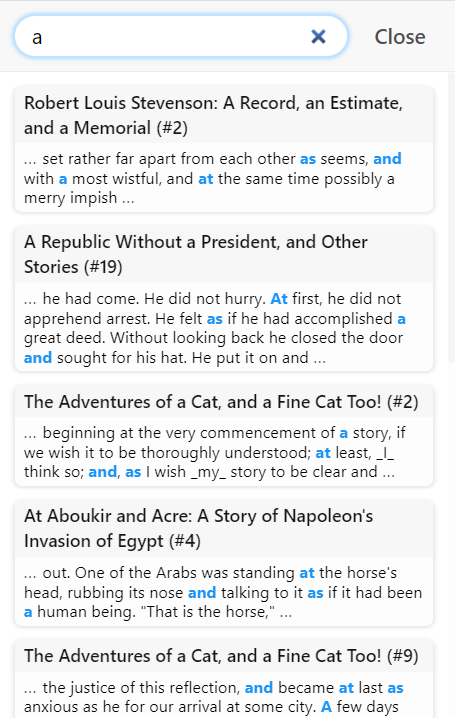 a
Close
Robert Louis Stevenson: A Record, an Estimate,
and a Memorial (#2)
... set rather far apart from each other as seems, and
with a most wistful, and at the same time possibly a
merry impish ...
A Republic Without a President, and Other
Stories (#19)
... he had come. He did not hurry. At first, he did not
apprehend arrest. He felt as if he had accomplished a
great deed. Without looking back he closed the door
and sought for his hat. He put it on and ...
The Adventures of a Cat, and a Fine Cat Too! (#2)
... beginning at the very commencement of a story, if
we wish it to be thoroughly understood; at least, _I_
think so; and, as I wish _my_ story to be clear and ...
At Aboukir and Acre: A Story of Napoleon's
Invasion of Egypt (#4)
... out. One of the Arabs was standing at the horse's
head, rubbing its nose and talking to it as if it had been
a human being. "That is the horse," ...
The Adventures of a Cat, and a Fine Cat Too! (#9)
... the justice of this reflection, and became at last as
anxious as he for our arrival at some city. A few days